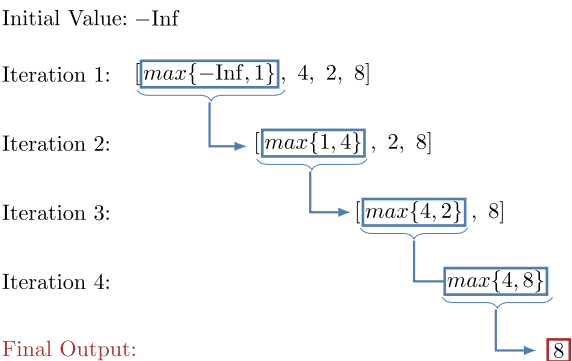 Initial Value: −Inf
Iteration 1: [max{−Inf, 1}, 4, 2, 8]
Iteration 2: [max{1, 4}, 2, 8]
Iteration 3: [max{4, 2}, 8]
Iteration 4: max{4, 8}
Final Output: 8